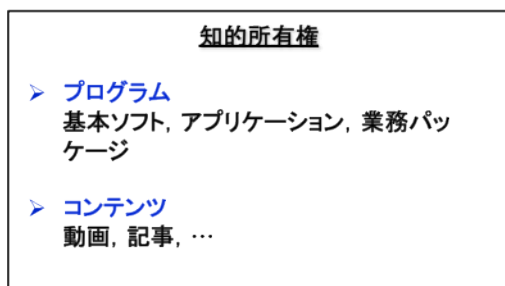 知的所有権
➢ プログラム
基本ソフト, アプリケーション, 業務パッ
ケージ
➢ コンテンツ
動画, 記事, …